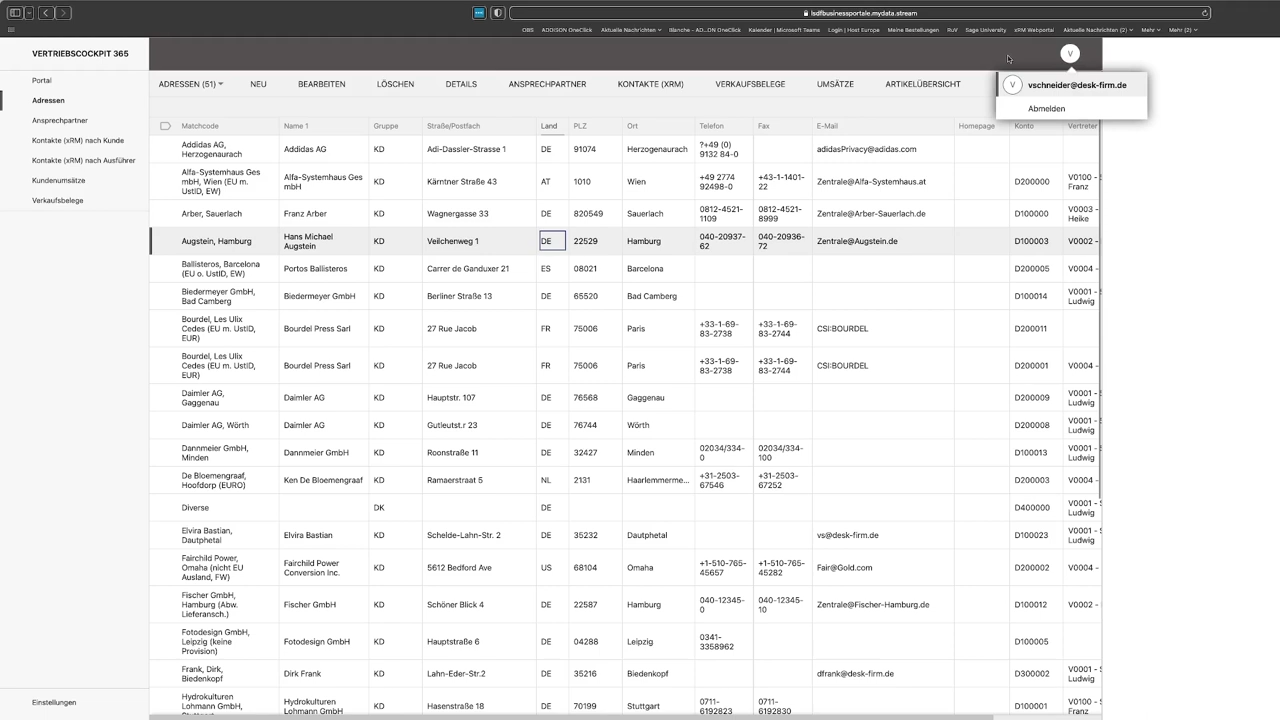 lsdfbusinessportale.mydata.stream
OBS ADDISON OneClick Aktuelle Nachrichten Blanche - AD...ON OneClick Kalender | Microsoft Teams Login | Host Europe Meine Bestellungen RuV Sage University xRM Webportal Aktuelle Nachrichten (2) Mehr Mehr (2)
VERTRIEBSCOCKPIT 365
V
Portal
Adressen
Ansprechpartner
Kontakte (xRM) nach Kunde
Kontakte (xRM) nach Ausführer
Kundenumsätze
Verkaufsbelege
Einstellungen
ADRESSEN (51) NEU BEARBEITEN LÖSCHEN DETAILS ANSPRECHPARTNER KONTAKTE (XRM) VERKAUFSBELEGE UMSÄTZE ARTIKELÜBERSICHT
V vschneider@desk-firm.de
Abmelden
Matchcode Name 1 Gruppe Straße/Postfach Land PLZ Ort Telefon Fax E-Mail Homepage Konto Vertreter
Addidas AG, ?+49 (0)
Addidas AG KD Adi-Dassler-Strasse 1 DE 91074 Herzogenaurach adidasPrivacy@adidas.com
Herzogenaurach 9132 84-0
Alfa-Systemhaus Ges
mbH, Wien (EU m.
UstID, EW)
Alfa-Systemhaus Ges
mbH
KD Kärntner Straße 43 AT 1010 Wien
+49 2774
92498-0
+43-1-1401-
22
Zentrale@Alfa-Systemhaus.at D200000
V0100 - S
Franz
Arber, Sauerlach Franz Arber KD Wagnergasse 33 DE 820549 Sauerlach
0812-4521-
1109
0812-4521-
8999
Zentrale@Arber-Sauerlach.de D100000
V0003 -
Heike
Augstein, Hamburg
Hans Michael
Augstein
KD Veilchenweg 1 DE 22529 Hamburg
040-20937-
62
040-20936-
72
Zentrale@Augstein.de D100003 V0002 -
Ballisteros, Barcelona
(EU o. UstID, EW)
Portos Ballisteros KD Carrer de Ganduxer 21 ES 08021 Barcelona D200005 V0004 -
Biedermeyer GmbH,
Bad Camberg
Biedermeyer GmbH KD Berliner Straße 13 DE 65520 Bad Camberg D100014
V0001 - S
Ludwig
Bourdel, Les Ulix
Cedes (EU m. UstID,
EUR)
Bourdel Press Sarl KD 27 Rue Jacob FR 75006 Paris
+33-1-69-
83-2738
+33-1-69-
83-2744
CSI:BOURDEL D200011
Bourdel, Les Ulix
Cedes (EU m. UstID,
EUR)
Bourdel Press Sarl KD 27 Rue Jacob FR 75006 Paris
+33-1-69-
83-2738
+33-1-69-
83-2744
CSI:BOURDEL D200011 V0004 -
Daimler AG,
Gaggenau
Daimler AG KD Hauptstr. 107 DE 76568 Gaggenau D200009
V0001 - S
Ludwig
Daimler AG, Wörth Daimler AG KD Gutleutst.r 23 DE 76744 Wörth D200008
V0001 - S
Ludwig
Dannmeier GmbH,
Minden
Dannmeier GmbH KD Roonstraße 11 DE 32427 Minden
02034/334-
0
02034/334-
100
D100013
V0001 - S
Ludwig
De Bloemengraaf,
Hoofdorp (EURO)
Ken De Bloemengraaf KD Ramaerstraat 5 NL 2131 Haarlemmerme...
+31-2503-
67546
+31-2503-
67252
D200003 V0004 -
Diverse DK DE D400000
V0001 - S
Ludwig
Elvira Bastian,
Dautphetal
Elvira Bastian KD Schelde-Lahn-Str. 2 DE 35232 Dautphetal vs@desk-firm.de D100023
V0001 - S
Ludwig
Fairchild Power,
Omaha (nicht EU
Ausland, FW)
Fairchild Power
Conversion Inc.
KD 5612 Bedford Ave US 68104 Omaha
+1-510-765-
45657
+1-510-765-
45282
Fair@Gold.com D200002 V0004 -
Fischer GmbH,
Hamburg (Abw.
Lieferansch.)
Fischer GmbH KD Schöner Blick 4 DE 22587 Hamburg
040-12345-
0
040-12345-
10
Zentrale@Fischer-Hamburg.de D100012 V0002 -
Fotodesign GmbH,
Leipzig (keine
Provision)
Fotodesign GmbH KD Hauptstraße 6 DE 04288 Leipzig
0341-
3358962
D100005
Frank, Dirk,
Biedenkopf
Dirk Frank KD Lahn-Eder-Str.2 DE 35216 Biedenkopf dfrank@desk-firm.de D300002
V0001 - S
Ludwig
Hydrokulturen
Lohmann GmbH,
Hydrokulturen
Lohmann GmbH
KD Hasenstraße 18 DE 70199 Stuttgart
0711-
6192823
0711-
6192830
D100004
V0100 - S
Franz